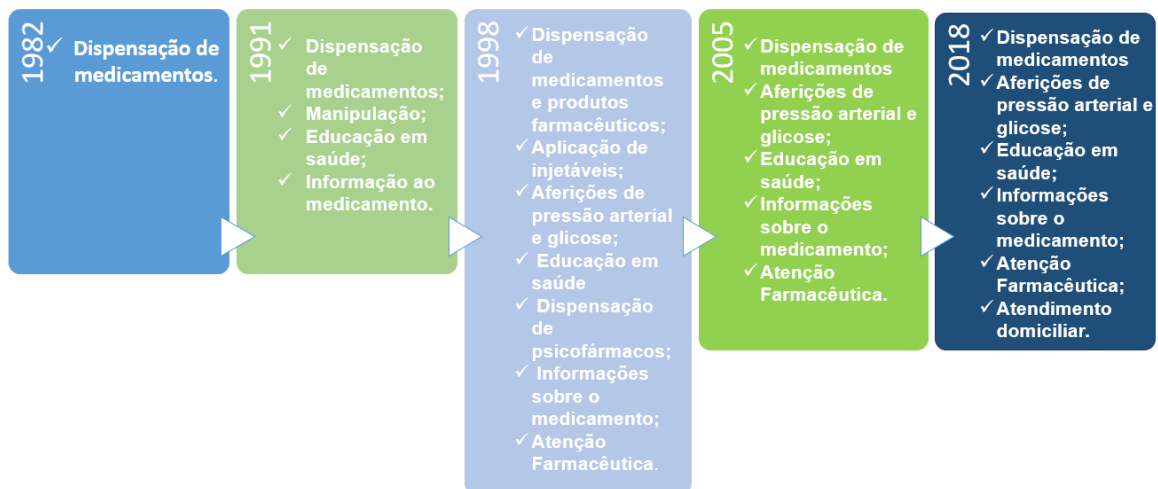 1982
✓ Dispensação de
medicamentos.
1991
✓ Dispensação
de
medicamentos;
✓ Manipulação;
✓ Educação em
saúde;
✓ Informação ao
medicamento.
1998
✓Dispensação
de
medicamentos
e produtos
farmacêuticos;
✓Aplicação de
injetáveis;
✓Aferições de
pressão arterial
e glicose;
✓ Educação em
saúde
✓ Dispensação
de
psicofármacos;
✓ Informações
sobre o
medicamento;
✓Atenção
Farmacêutica.
2005
✓Dispensação de
medicamentos
✓Aferições de
pressão arterial e
glicose;
✓Educação em
saúde;
✓Informações
sobre o
medicamento;
✓Atenção
Farmacêutica.
2018
✓Dispensação de
medicamentos
✓Aferições de
pressão arterial e
glicose;
✓Educação em
saúde;
✓Informações
sobre o
medicamento;
✓Atenção
Farmacêutica;
✓Atendimento
domiciliar.